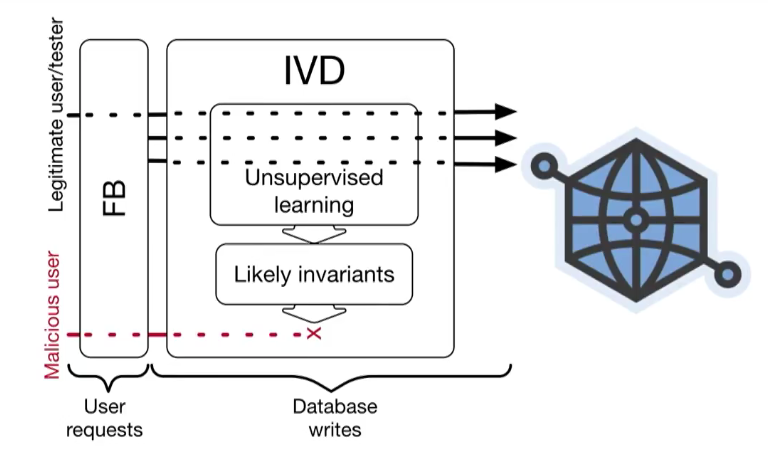 Legitimate user/tester
Malicious user
FB
IVD
Unsupervised
learning
Likely invariants
x
User
requests
Database
writes